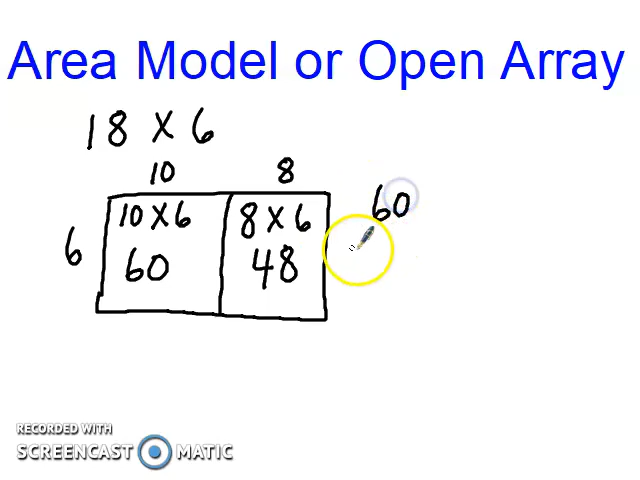 Area Model or Open Array
18 x 6
10 8
10 x 6 8 x 6 60
6 60 48
RECORDED WITH
SCREENCAST MATIC